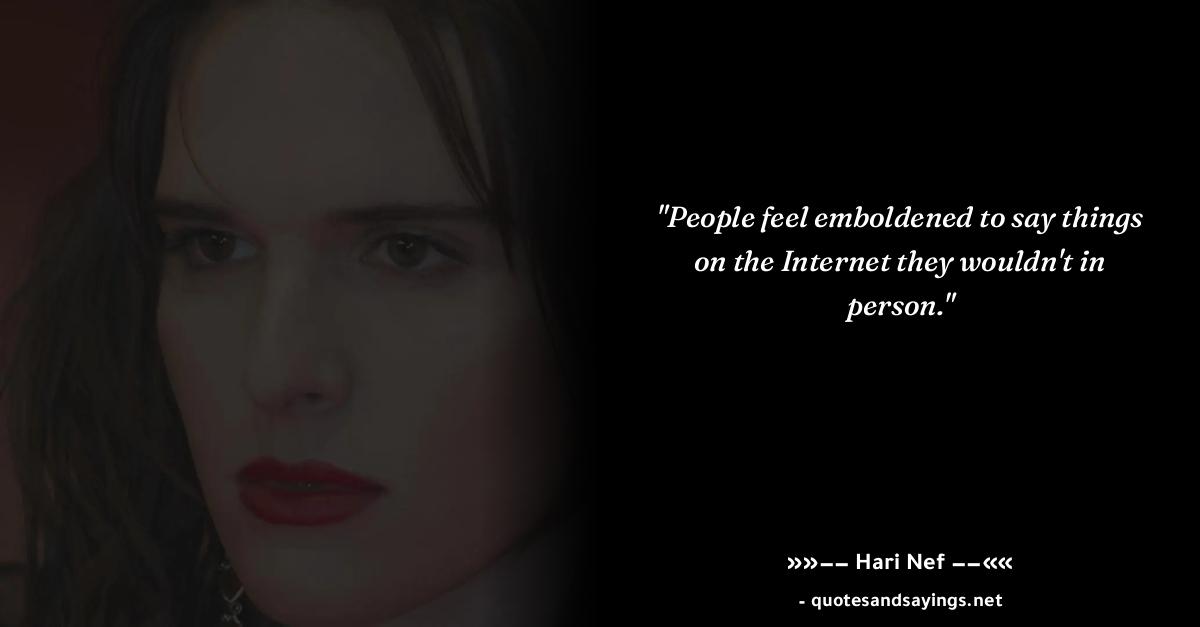 "People feel emboldened to say things
on the Internet they wouldn't in
person."
»»–– Hari Nef ––««
- quotesandsayings.net